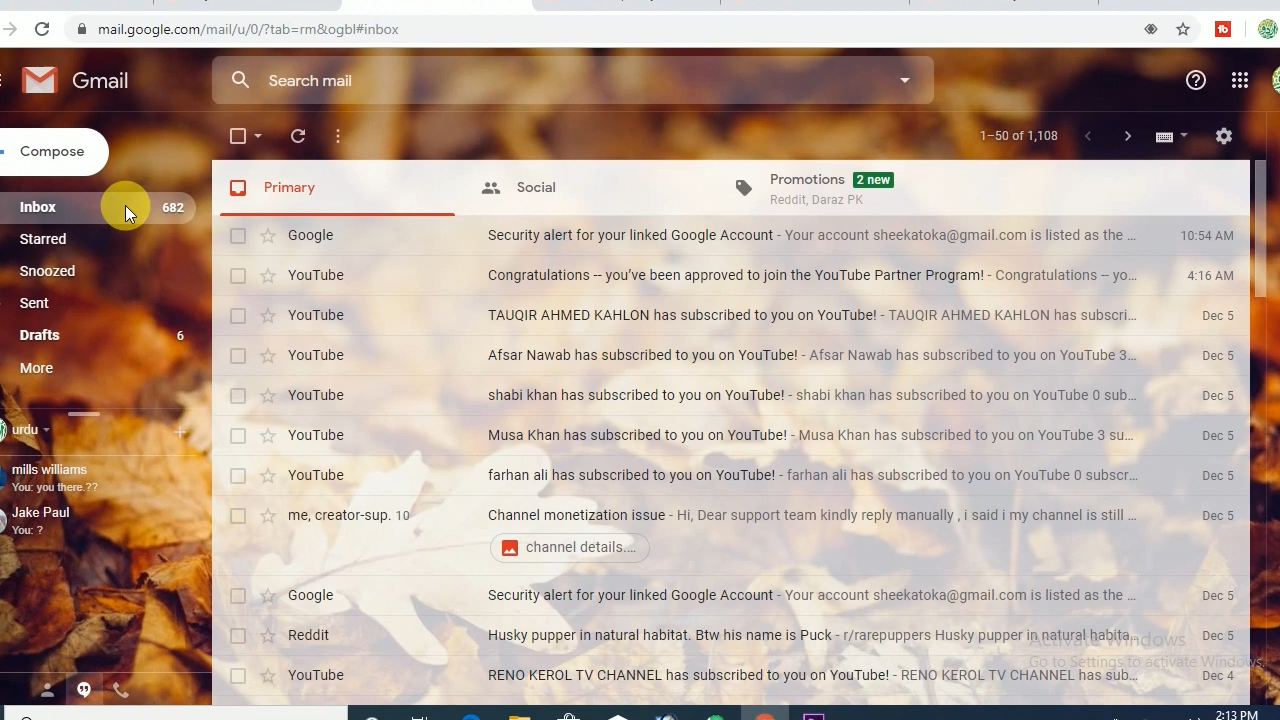 mail.google.com/mail/u/0/?tab=rm&ogbl#inbox
Gmail
Search mail
Compose
1–50 of 1,108
Primary
Social
Promotions 2 new
Reddit, Daraz PK
Inbox 682
Starred
Snoozed
Sent
Drafts 6
More
urdu
mills williams
You: you there.??
Jake Paul
You: ?
Google Security alert for your linked Google Account - Your account sheekatoka@gmail.com is listed as the ... 10:54 AM
YouTube Congratulations -- you've been approved to join the YouTube Partner Program! - Congratulations -- yo... 4:16 AM
YouTube TAUQIR AHMED KAHLON has subscribed to you on YouTube! - TAUQIR AHMED KAHLON has subscri... Dec 5
YouTube Afsar Nawab has subscribed to you on YouTube! - Afsar Nawab has subscribed to you on YouTube 3... Dec 5
YouTube shabi khan has subscribed to you on YouTube! - shabi khan has subscribed to you on YouTube 0 sub... Dec 5
YouTube Musa Khan has subscribed to you on YouTube! - Musa Khan has subscribed to you on YouTube 3 su... Dec 5
YouTube farhan ali has subscribed to you on YouTube! - farhan ali has subscribed to you on YouTube 0 subscr... Dec 5
me, creator-sup. 10 Channel monetization issue - Hi, Dear support team kindly reply manually , i said i my channel is still ... Dec 5
channel details....
Google Security alert for your linked Google Account - Your account sheekatoka@gmail.com is listed as the ... Dec 5
Reddit Husky pupper in natural habitat. Btw his name is Puck - r/rarepuppers Husky pupper in natural habita... Dec 5
YouTube RENO KEROL TV CHANNEL has subscribed to you on YouTube! - RENO KEROL TV CHANNEL has sub... Dec 4
Activate Windows
Go to Settings to activate Windows.
2:13 PM